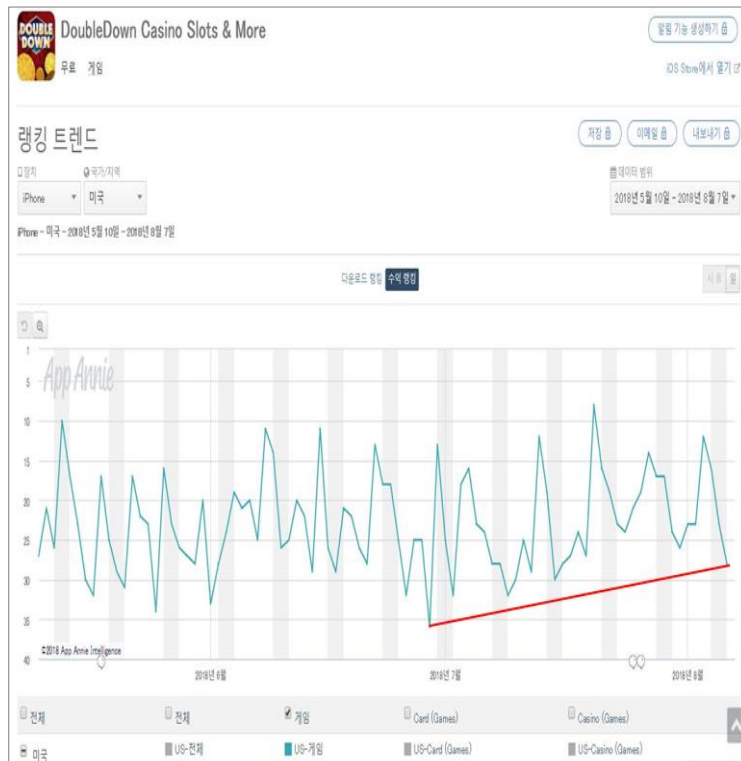 DOUBLE DOWN
DoubleDown Casino Slots & More
무료 게임
알림 기능 생성하기
iOS Store에서 열기
랭킹 트렌드
저장 이메일 내보내기
장치 국가/지역 데이터 범위
iPhone 미국 2018년 5월 10일 - 2018년 8월 7일
iPhone - 미국 - 2018년 5월 10일 - 2018년 8월 7일
다운로드 랭킹 수익 랭킹 일
1
App Annie
5
10
15
20
25
30
35
©2018 App Annie Intelligence
40
2018년 6월 2018년 7월 2018년 8월
전체 전체 게임 Card (Games) Casino (Games)
미국 US-전체 US-게임 US-Card (Games) US-Casino (Games)